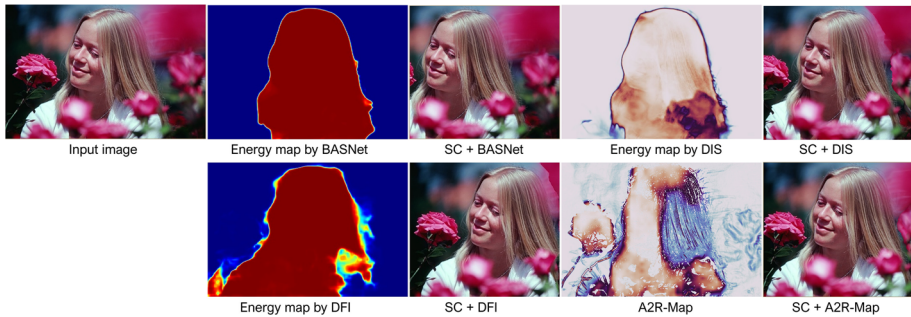 Input image
Energy map by BASNet
SC + BASNet
Energy map by DIS
SC + DIS
Energy map by DFI
SC + DFI
A2R-Map
SC + A2R-Map